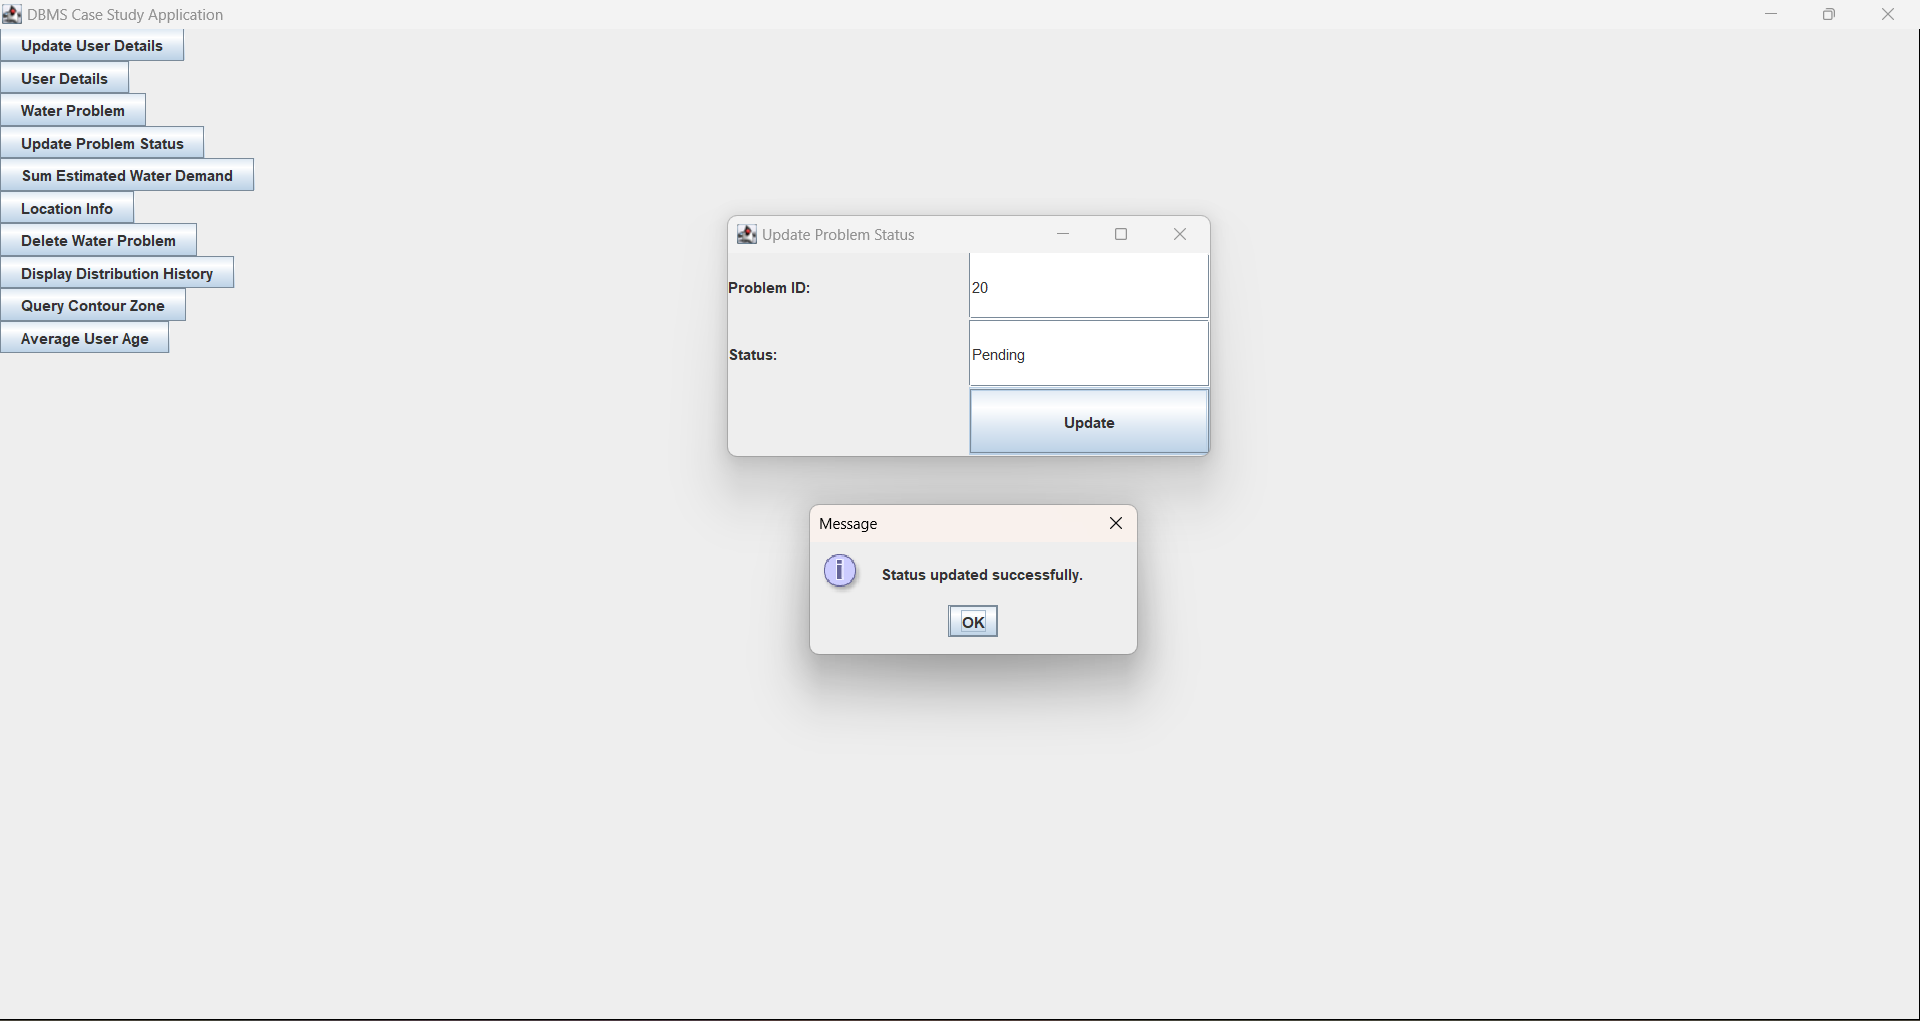 DBMS Case Study Application
Update User Details
User Details
Water Problem
Update Problem Status
Sum Estimated Water Demand
Location Info
Delete Water Problem
Display Distribution History
Query Contour Zone
Average User Age
Update Problem Status
Problem ID:
20
Status:
Pending
Update
Message
i
Status updated successfully.
OK